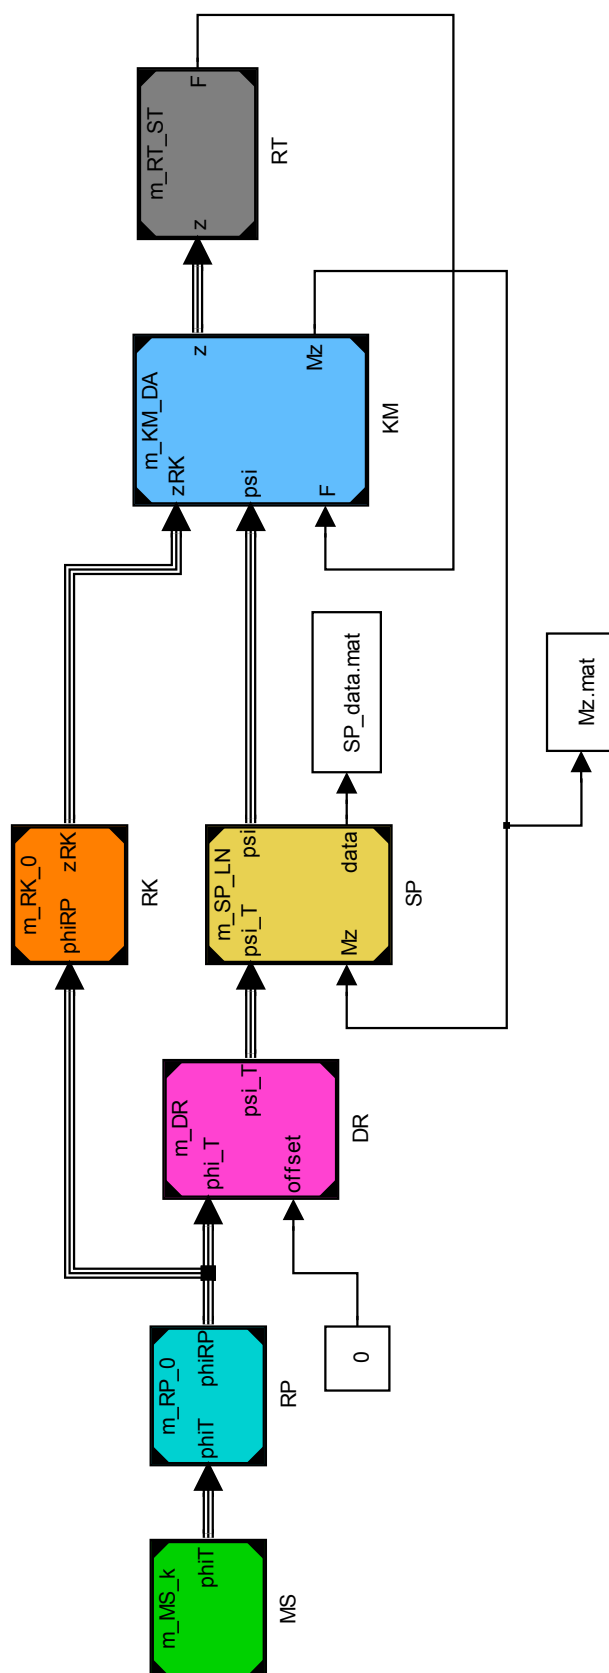 m_MS_k
phiT
MS
m_RP_0
phiT
phiRP
RP
0
m_DR
phi_T
psi_T
offset
DR
m_RK_0
phiRP
zRK
RK
m_SP_LN
psi_T
psi
Mz
data
SP
SP_data.mat
Mz.mat
m_KM_DA
zRK
z
psi
F
Mz
KM
m_RT_ST
z
F
RT